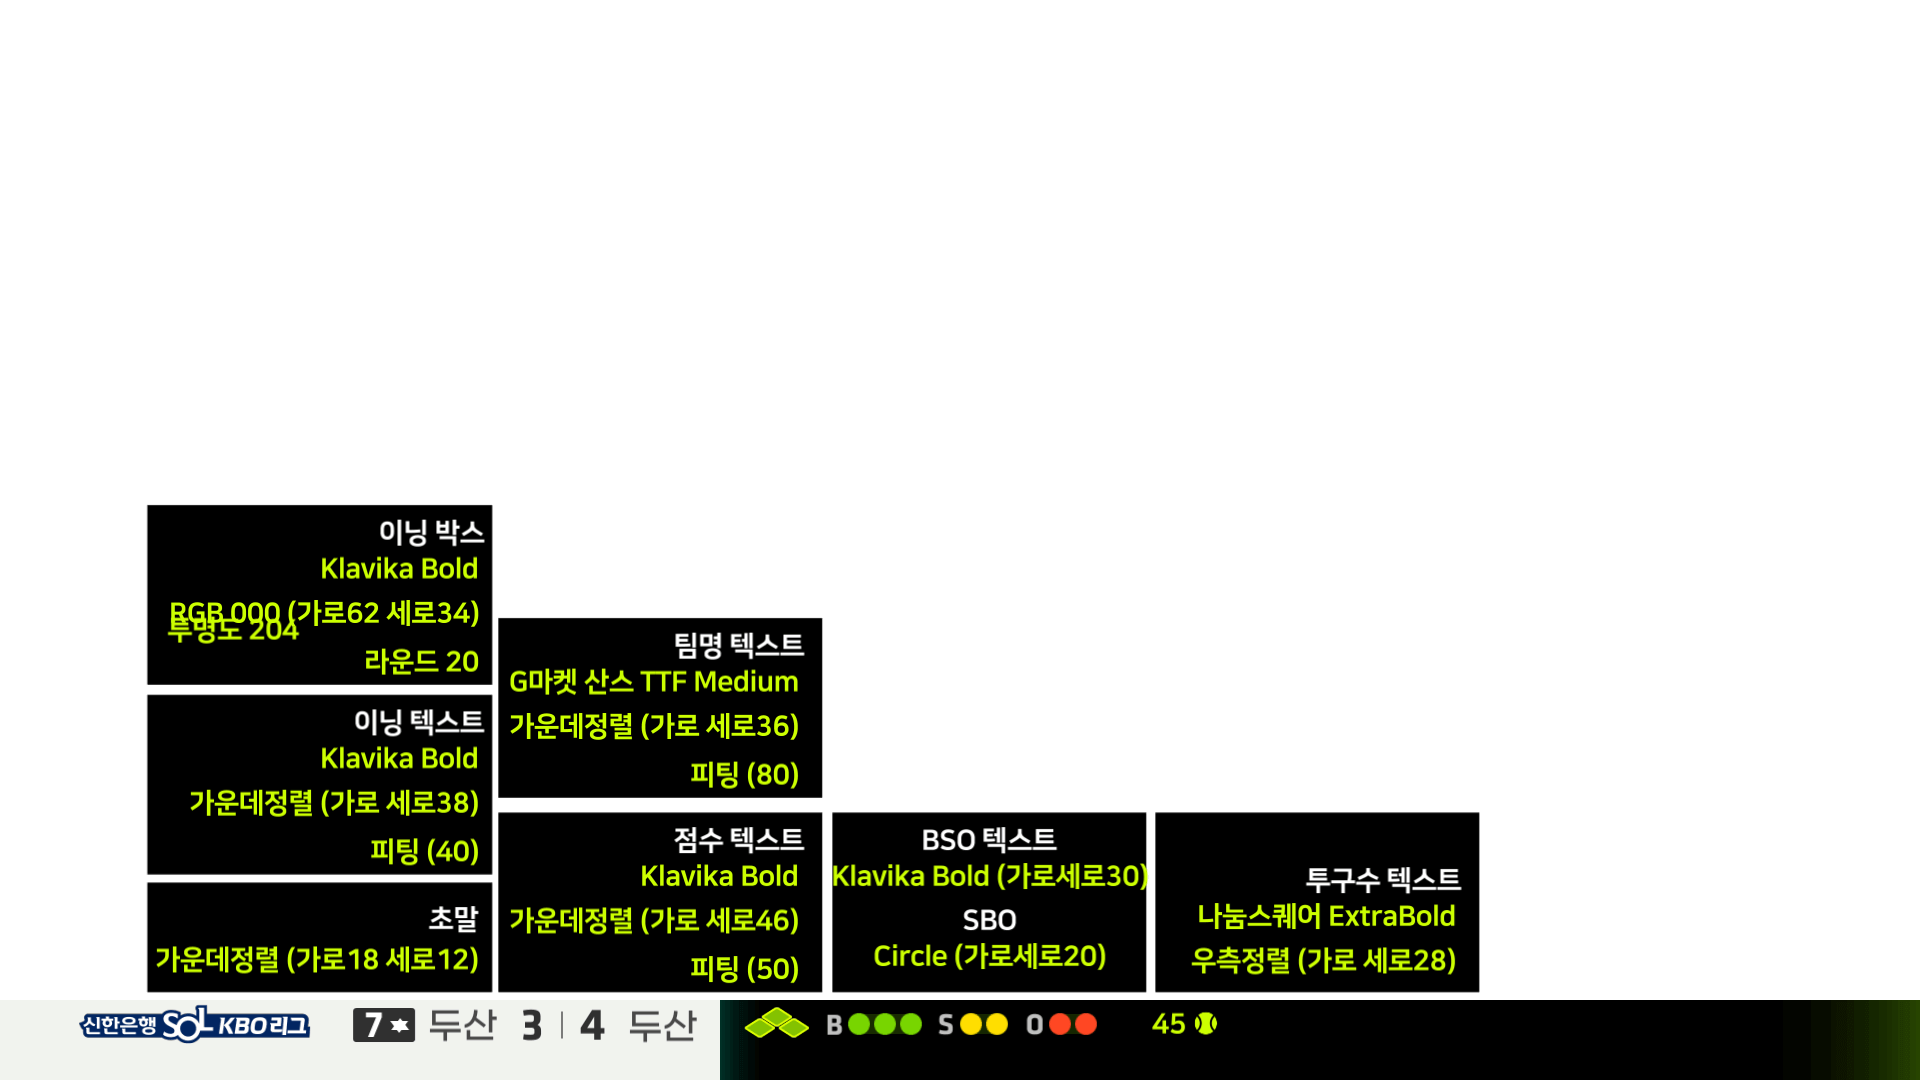 이닝 박스
Klavika Bold
RGB 000 (가로62 세로34)
투명도 204
라운드 20
이닝 텍스트
Klavika Bold
가운데정렬 (가로 세로38)
피팅 (40)
초말
가운데정렬 (가로18 세로12)
팀명 텍스트
G마켓 산스 TTF Medium
가운데정렬 (가로 세로36)
피팅 (80)
점수 텍스트
Klavika Bold
가운데정렬 (가로 세로46)
피팅 (50)
BSO 텍스트
Klavika Bold (가로세로30)
SBO
Circle (가로세로20)
투구수 텍스트
나눔스퀘어 ExtraBold
우측정렬 (가로 세로28)
신한은행 SOL KBO 리그 7 두산 3 | 4 두산 B S O 45